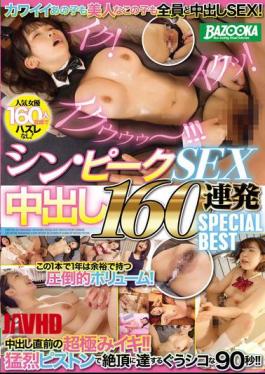 カワイイあの子も美人なこの子も全員と中出しSEX!
BAZOOKA
イク!
イクッ!
人気女優
160人
ハズレなし!
シン・ピークSEX
中出し160連発
SPECIAL
BEST
この1本で1年は余裕で持つ
圧倒的ボリューム!
JAVHD
中出し直前の超極みイキ!!
猛烈ピストンで絶頂に達するぐうシコな90秒!!